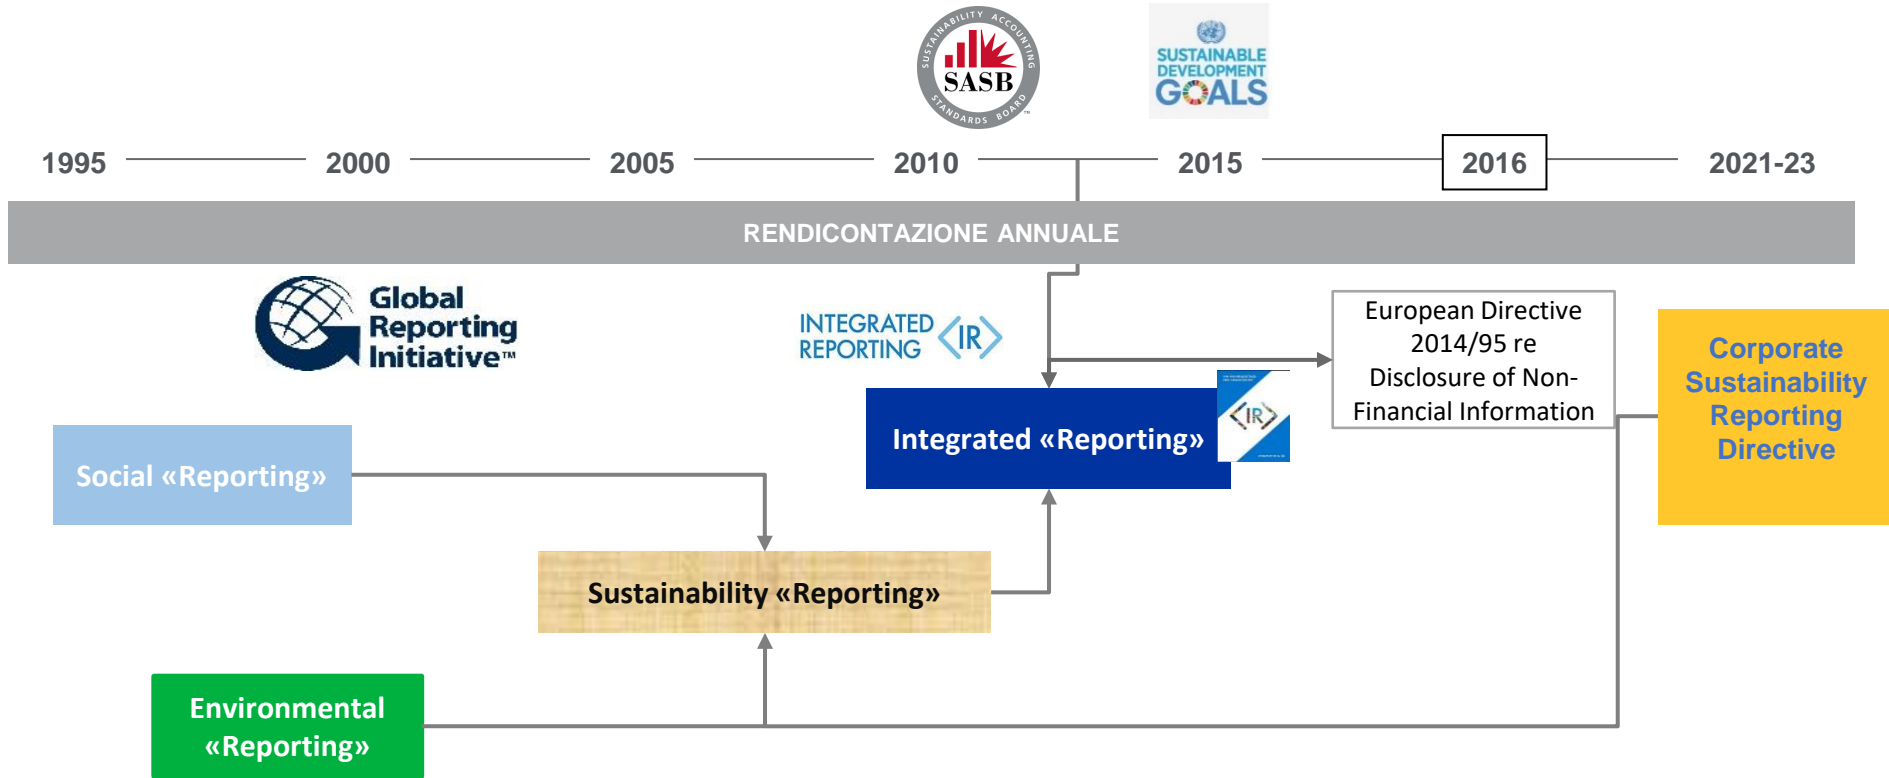 SUSTAINABILITY ACCOUNTING
SASB
STANDARDS BOARD
SUSTAINABLE
DEVELOPMENT
GOALS
1995
2000
2005
2010
2015
2016
2021-23
RENDICONTAZIONE ANNUALE
Global
Reporting
Initiative™
INTEGRATED
REPORTING
<IR>
European Directive
2014/95 re
Disclosure of Non-
Financial Information
Corporate
Sustainability
Reporting
Directive
Integrated «Reporting»
<IR>
Social «Reporting»
Sustainability «Reporting»
Environmental
«Reporting»